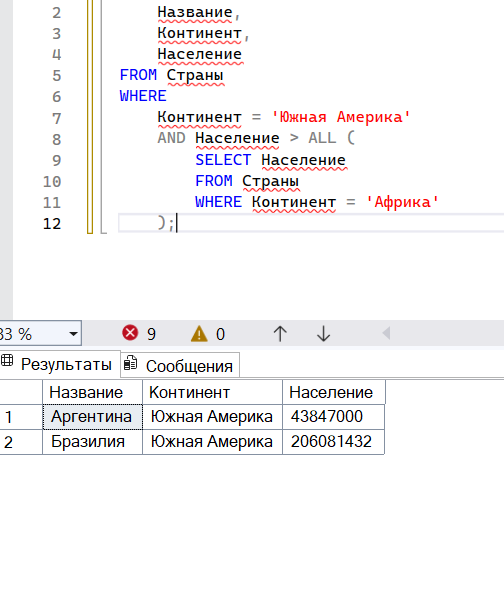 2 Название,
3 Континент,
4 Население
5 FROM Страны
6 WHERE
7 Континент = 'Южная Америка'
8 AND Население > ALL (
9 SELECT Население
10 FROM Страны
11 WHERE Континент = 'Африка'
12 );
33 % 9 0
Результаты Сообщения
Название Континент Население
1 Аргентина Южная Америка 43847000
2 Бразилия Южная Америка 206081432